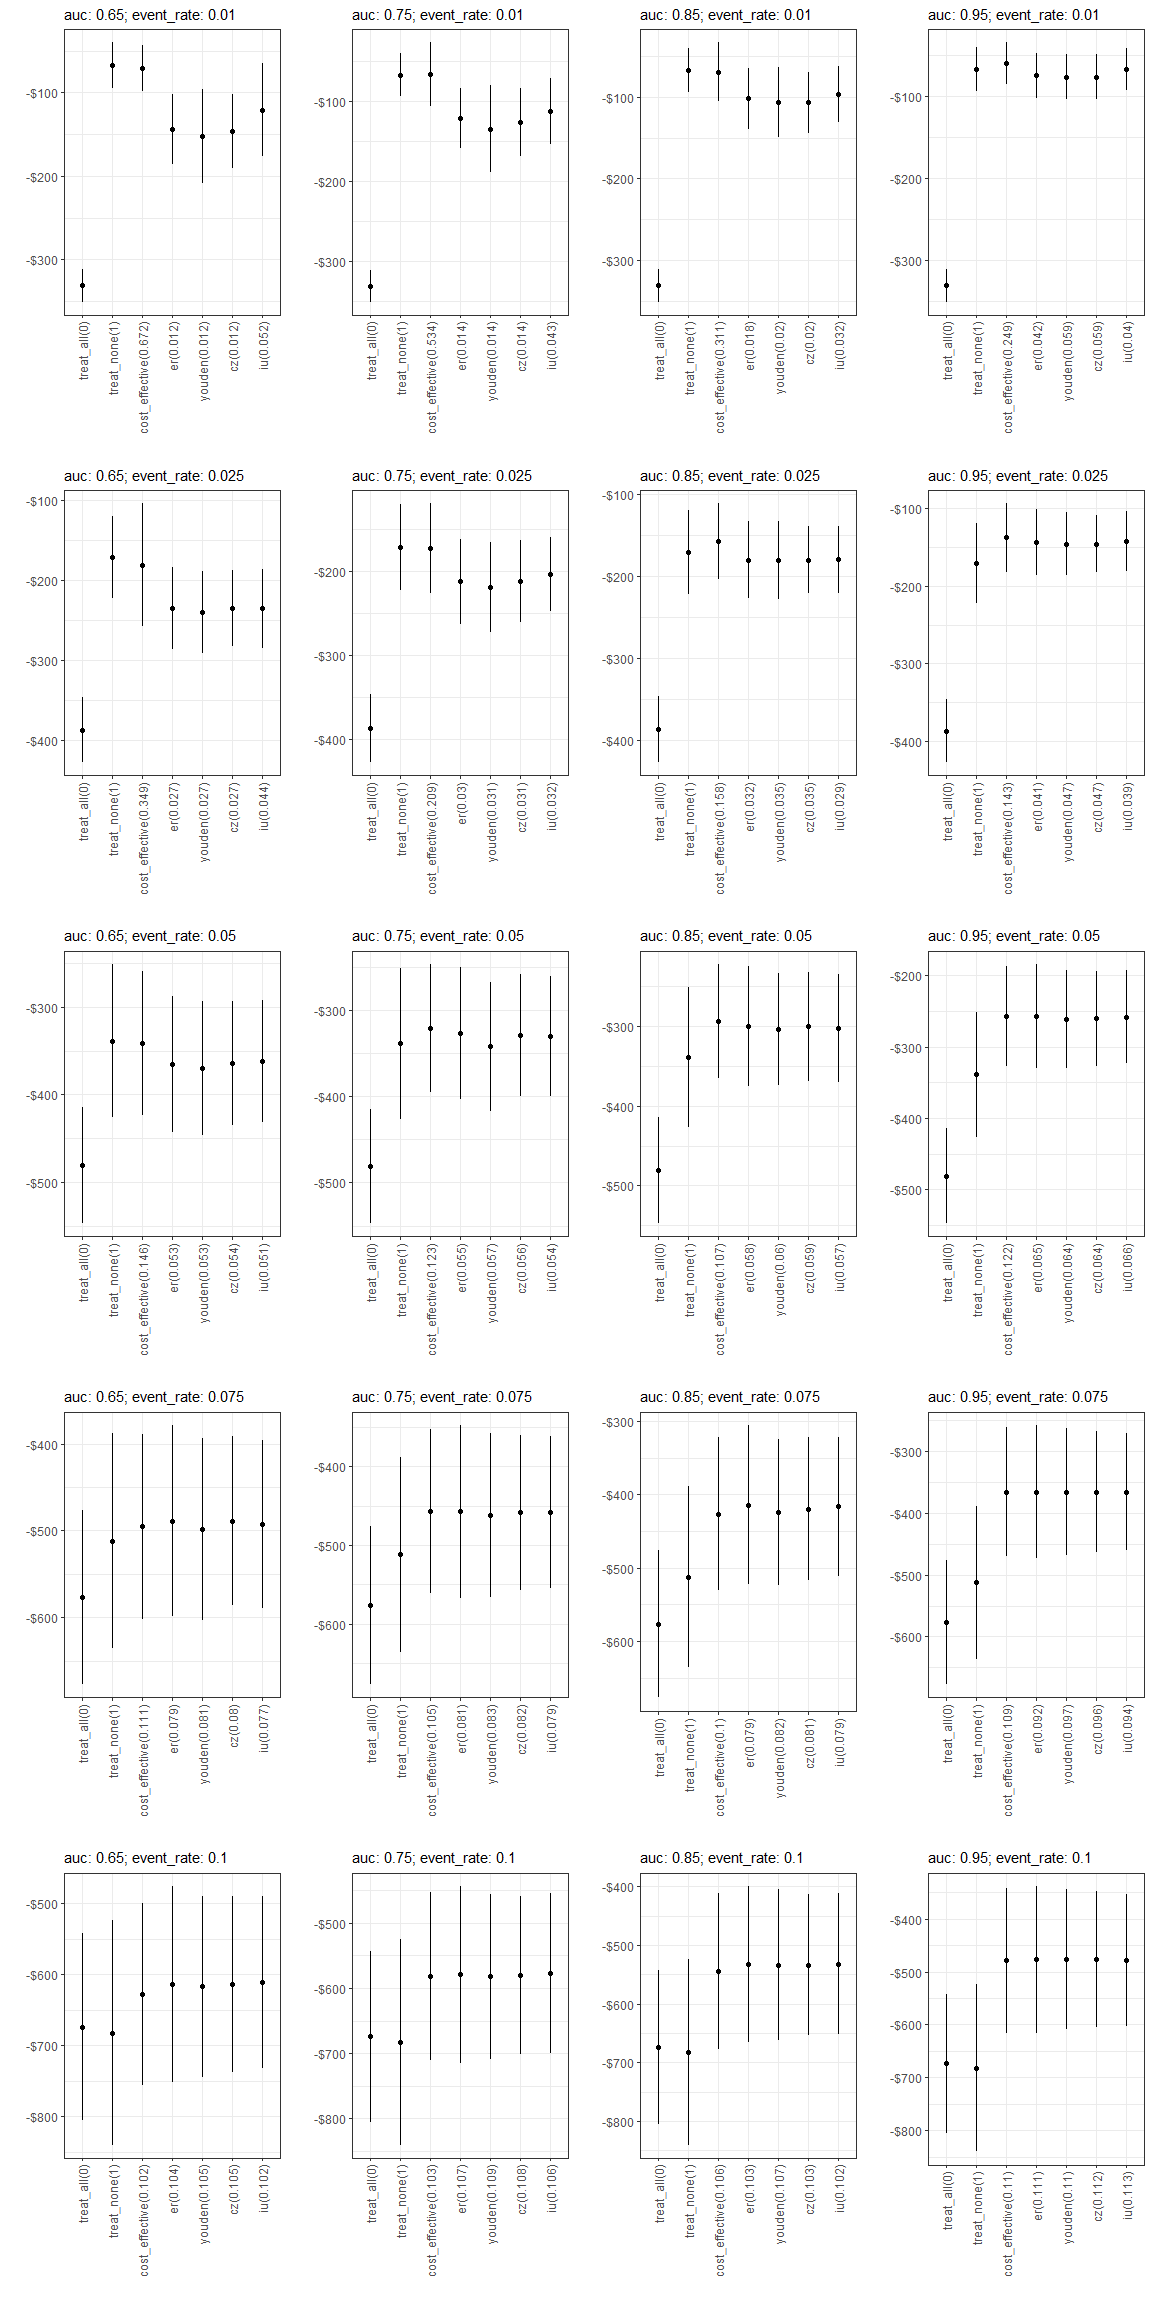 auc: 0.65; event_rate: 0.01
-$100
-$200
-$300
treat_all(0)
treat_none(1)
cost_effective(0.672)
er(0.012)
youden(0.012)
cz(0.012)
iu(0.052)
auc: 0.75; event_rate: 0.01
-$100
-$200
-$300
treat_all(0)
treat_none(1)
cost_effective(0.534)
er(0.014)
youden(0.014)
cz(0.014)
iu(0.043)
auc: 0.85; event_rate: 0.01
-$100
-$200
-$300
treat_all(0)
treat_none(1)
cost_effective(0.311)
er(0.018)
youden(0.02)
cz(0.02)
iu(0.032)
auc: 0.95; event_rate: 0.01
-$100
-$200
-$300
treat_all(0)
treat_none(1)
cost_effective(0.249)
er(0.042)
youden(0.059)
cz(0.059)
iu(0.04)
auc: 0.65; event_rate: 0.025
-$100
-$200
-$300
-$400
treat_all(0)
treat_none(1)
cost_effective(0.349)
er(0.027)
youden(0.027)
cz(0.027)
iu(0.044)
auc: 0.75; event_rate: 0.025
-$200
-$300
-$400
treat_all(0)
treat_none(1)
cost_effective(0.209)
er(0.03)
youden(0.031)
cz(0.031)
iu(0.032)
auc: 0.85; event_rate: 0.025
-$100
-$200
-$300
-$400
treat_all(0)
treat_none(1)
cost_effective(0.158)
er(0.032)
youden(0.035)
cz(0.035)
iu(0.029)
auc: 0.95; event_rate: 0.025
-$100
-$200
-$300
-$400
treat_all(0)
treat_none(1)
cost_effective(0.143)
er(0.041)
youden(0.047)
cz(0.047)
iu(0.039)
auc: 0.65; event_rate: 0.05
-$300
-$400
-$500
treat_all(0)
treat_none(1)
cost_effective(0.146)
er(0.053)
youden(0.053)
cz(0.054)
iu(0.051)
auc: 0.75; event_rate: 0.05
-$300
-$400
-$500
treat_all(0)
treat_none(1)
cost_effective(0.123)
er(0.055)
youden(0.057)
cz(0.056)
iu(0.054)
auc: 0.85; event_rate: 0.05
-$300
-$400
-$500
treat_all(0)
treat_none(1)
cost_effective(0.107)
er(0.058)
youden(0.06)
cz(0.059)
iu(0.057)
auc: 0.95; event_rate: 0.05
-$200
-$300
-$400
-$500
treat_all(0)
treat_none(1)
cost_effective(0.122)
er(0.065)
youden(0.064)
cz(0.064)
iu(0.066)
auc: 0.65; event_rate: 0.075
-$400
-$500
-$600
treat_all(0)
treat_none(1)
cost_effective(0.111)
er(0.079)
youden(0.081)
cz(0.08)
iu(0.077)
auc: 0.75; event_rate: 0.075
-$400
-$500
-$600
treat_all(0)
treat_none(1)
cost_effective(0.105)
er(0.081)
youden(0.083)
cz(0.082)
iu(0.079)
auc: 0.85; event_rate: 0.075
-$300
-$400
-$500
-$600
treat_all(0)
treat_none(1)
cost_effective(0.1)
er(0.079)
youden(0.082)
cz(0.081)
iu(0.079)
auc: 0.95; event_rate: 0.075
-$300
-$400
-$500
-$600
treat_all(0)
treat_none(1)
cost_effective(0.109)
er(0.092)
youden(0.097)
cz(0.096)
iu(0.094)
auc: 0.65; event_rate: 0.1
-$500
-$600
-$700
-$800
treat_all(0)
treat_none(1)
cost_effective(0.102)
er(0.104)
youden(0.105)
cz(0.105)
iu(0.102)
auc: 0.75; event_rate: 0.1
-$500
-$600
-$700
-$800
treat_all(0)
treat_none(1)
cost_effective(0.103)
er(0.107)
youden(0.109)
cz(0.108)
iu(0.106)
auc: 0.85; event_rate: 0.1
-$400
-$500
-$600
-$700
-$800
treat_all(0)
treat_none(1)
cost_effective(0.106)
er(0.103)
youden(0.107)
cz(0.103)
iu(0.102)
auc: 0.95; event_rate: 0.1
-$400
-$500
-$600
-$700
-$800
treat_all(0)
treat_none(1)
cost_effective(0.11)
er(0.111)
youden(0.11)
cz(0.112)
iu(0.113)